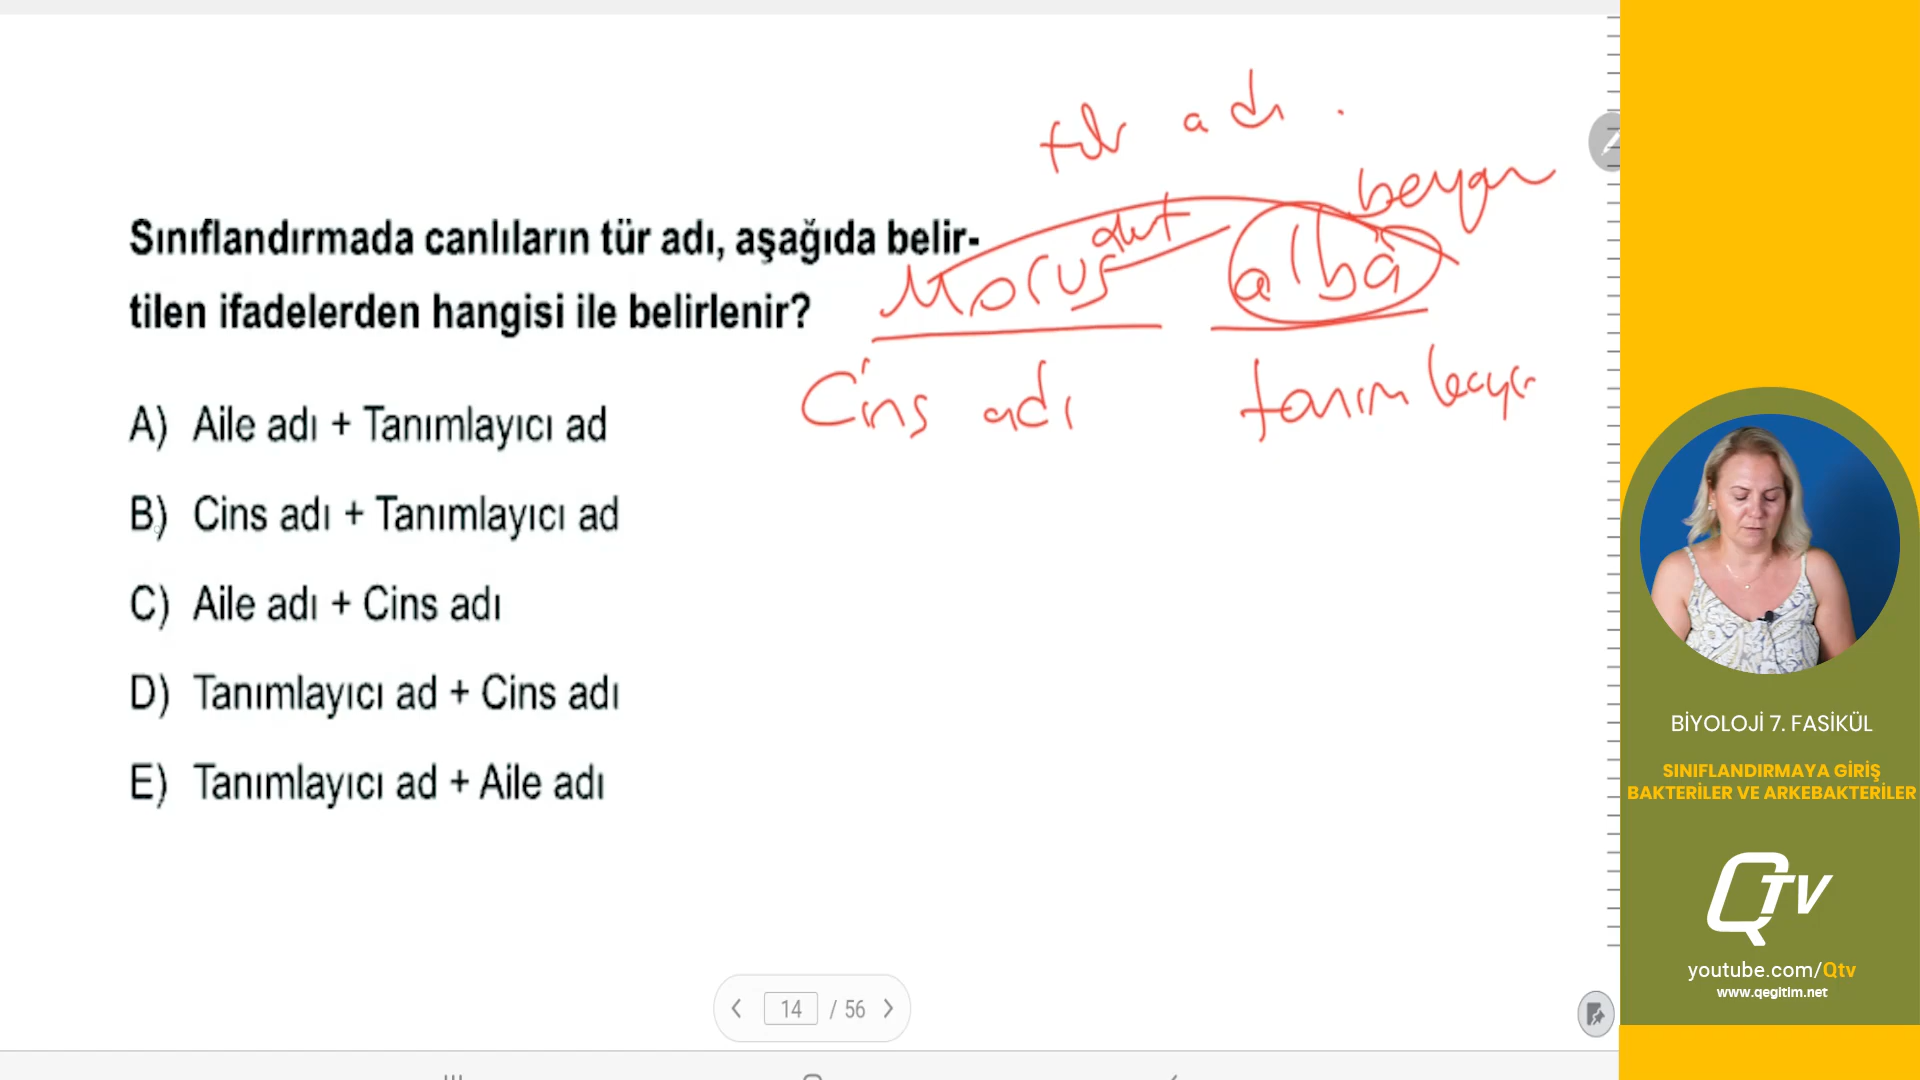 tür adı.
beyaz
Sınıflandırmada canlıların tür adı, aşağıda belir-
dut
Morus alba
tilen ifadelerden hangisi ile belirlenir?
Cins adı tanımlayıcı
A) Aile adı + Tanımlayıcı ad
B) Cins adı + Tanımlayıcı ad
C) Aile adı + Cins adı
D) Tanımlayıcı ad + Cins adı
E) Tanımlayıcı ad + Aile adı
14 / 56
BİYOLOJİ 7. FASİKÜL
SINIFLANDIRMAYA GİRİŞ
BAKTERİLER VE ARKEBAKTERİLER
QTV
youtube.com/Qtv
www.qegitim.net